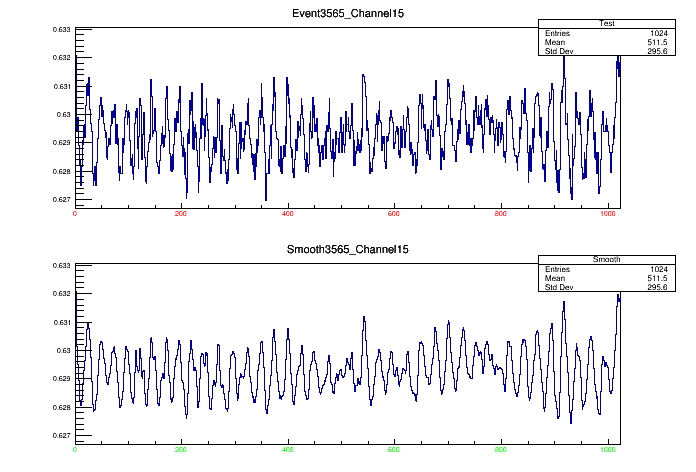 Event3565_Channel15
Test
Entries 1024
Mean 511.5
Std Dev 295.6
0.633
0.632
0.631
0.63
0.629
0.628
0.627
0 200 400 600 800 1000
Smooth3565_Channel15
Smooth
Entries 1024
Mean 511.5
Std Dev 295.6
0.633
0.632
0.631
0.63
0.629
0.628
0.627
0 200 400 600 800 1000